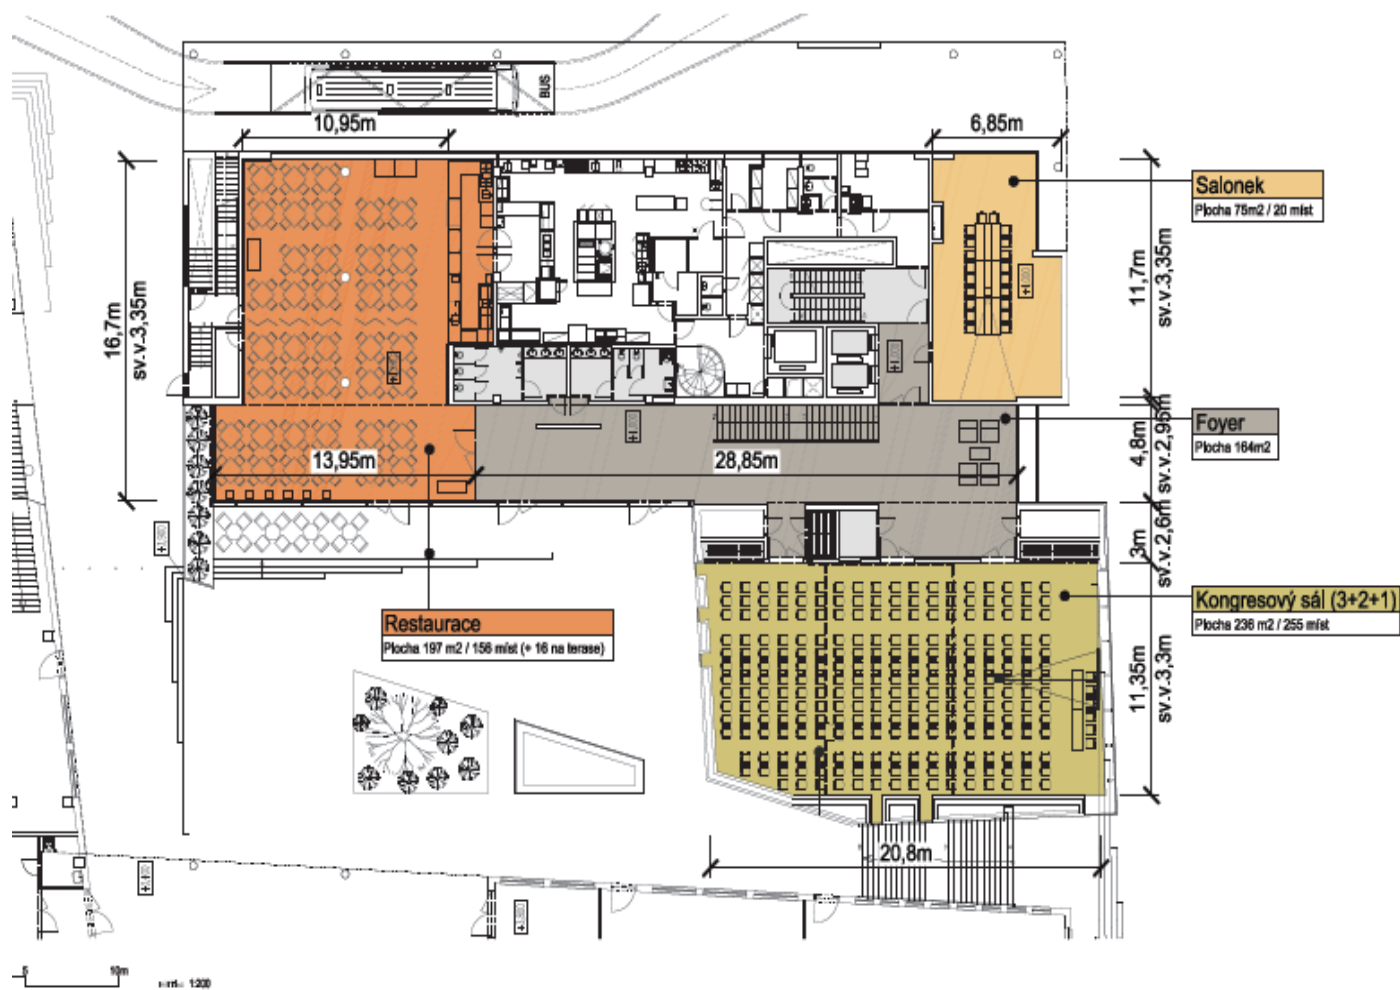 BUS
10,95m
6,85m
Salonek
Plocha 75m2 / 20 míst
16,7m
sv.v.3,35m
11,7m
sv.v.3,35m
Foyer
Plocha 164m2
13,95m
28,85m
4,8m
sv.v.2,95m
3m
sv.v.2,6m
Restaurace
Plocha 197 m2 / 156 míst (+ 16 na terase)
Kongresový sál (3+2+1)
Plocha 236 m2 / 255 míst
11,35m
sv.v.3,3m
20,8m
5
10m
1:200